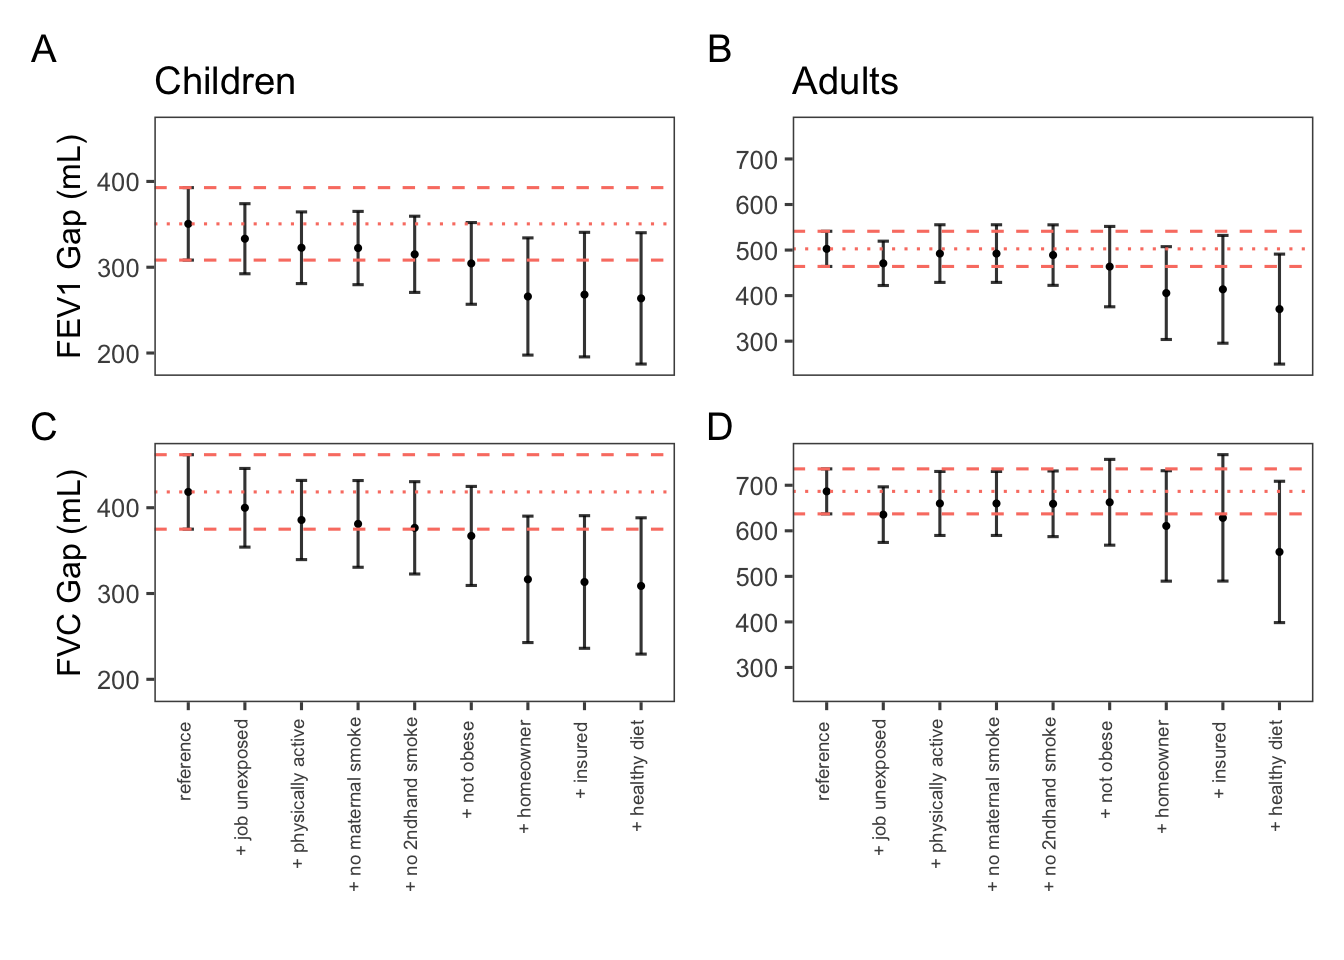 A
Children
FEV1 Gap (mL)
400
300
200
B
Adults
700
600
500
400
300
C
FVC Gap (mL)
400
300
200
reference
+ job unexposed
+ physically active
+ no maternal smoke
+ no 2ndhand smoke
+ not obese
+ homeowner
+ insured
+ healthy diet
D
700
600
500
400
300
reference
+ job unexposed
+ physically active
+ no maternal smoke
+ no 2ndhand smoke
+ not obese
+ homeowner
+ insured
+ healthy diet